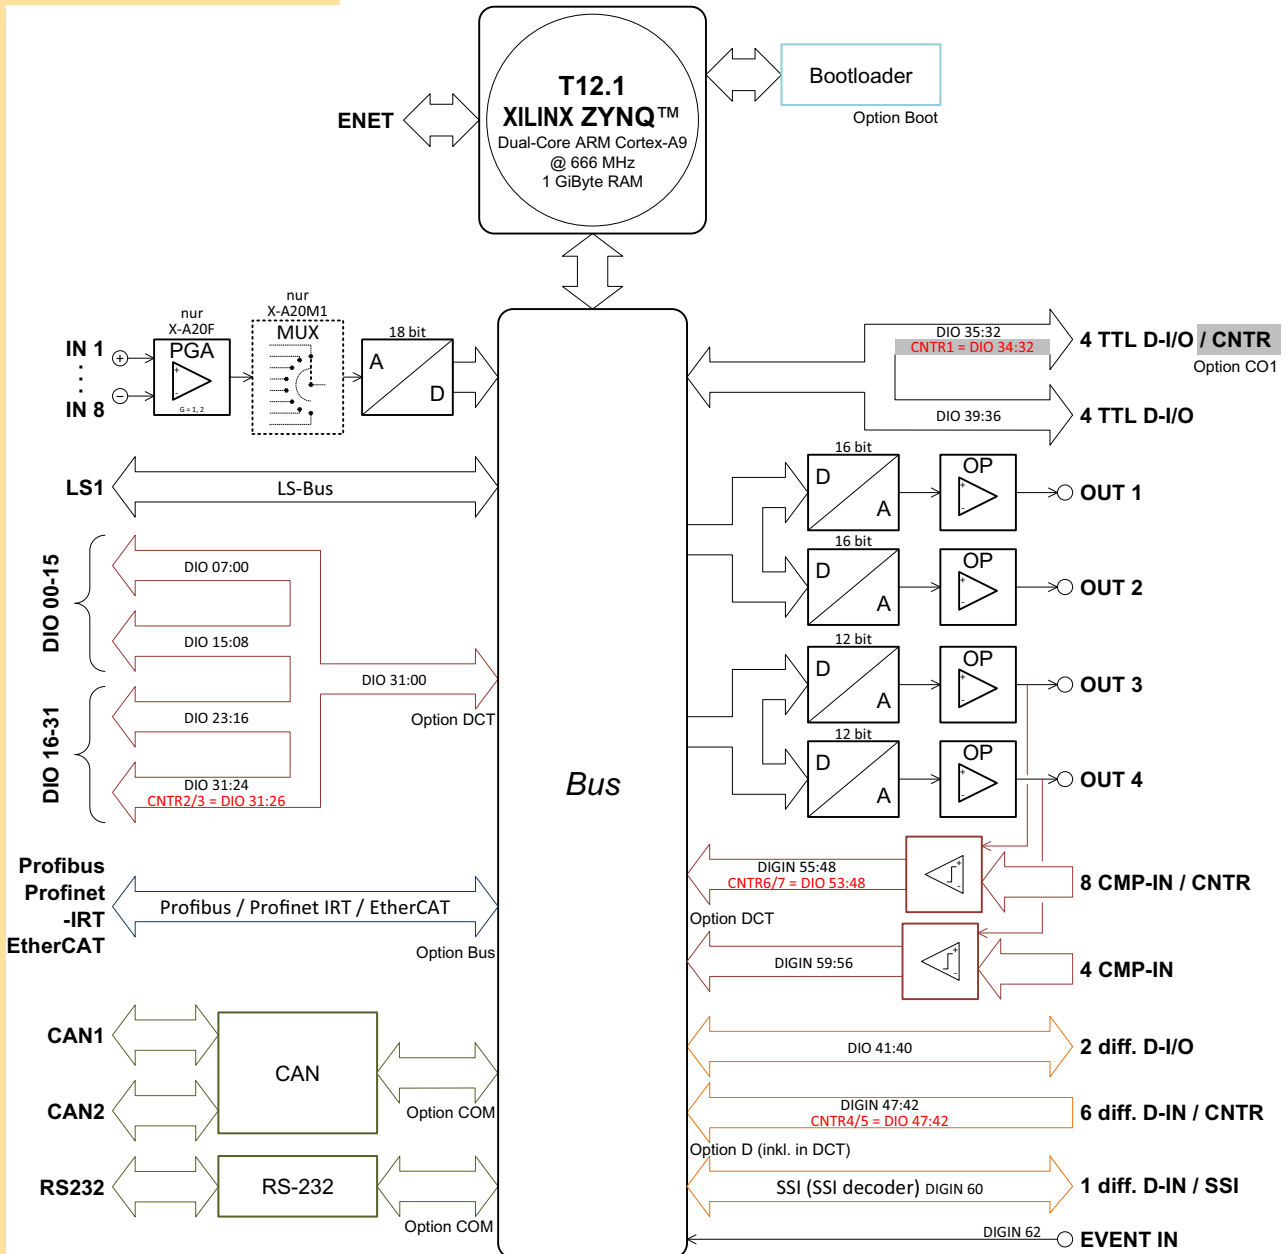 T12.1
XILINX ZYNQ™
Dual-Core ARM Cortex-A9
@ 666 MHz
1 GiByte RAM
Bootloader
Option Boot
ENET
nur
X-A20F
PGA
+
-
G = 1, 2
nur
X-A20M1
MUX
18 bit
A
D
IN 1
+
IN 8
−
LS1
LS-Bus
DIO 00-15
DIO 07:00
DIO 15:08
DIO 31:00
Option DCT
DIO 16-31
DIO 23:16
DIO 31:24
CNTR2/3 = DIO 31:26
Profibus
Profinet
-IRT
EtherCAT
Profibus / Profinet IRT / EtherCAT
Option Bus
CAN1
CAN2
CAN
Option COM
RS232
RS-232
Option COM
Bus
DIO 35:32
CNTR1 = DIO 34:32
4 TTL D-I/O / CNTR
Option CO1
DIO 39:36
4 TTL D-I/O
16 bit
D
A
OP
+
-
OUT 1
16 bit
D
A
OP
+
-
OUT 2
12 bit
D
A
OP
+
-
OUT 3
12 bit
D
A
OP
+
-
OUT 4
DIGIN 55:48
CNTR6/7 = DIO 53:48
8 CMP-IN / CNTR
Option DCT
DIGIN 59:56
4 CMP-IN
DIO 41:40
2 diff. D-I/O
DIGIN 47:42
CNTR4/5 = DIO 47:42
6 diff. D-IN / CNTR
Option D (inkl. in DCT)
SSI (SSI decoder) DIGIN 60
1 diff. D-IN / SSI
DIGIN 62
EVENT IN